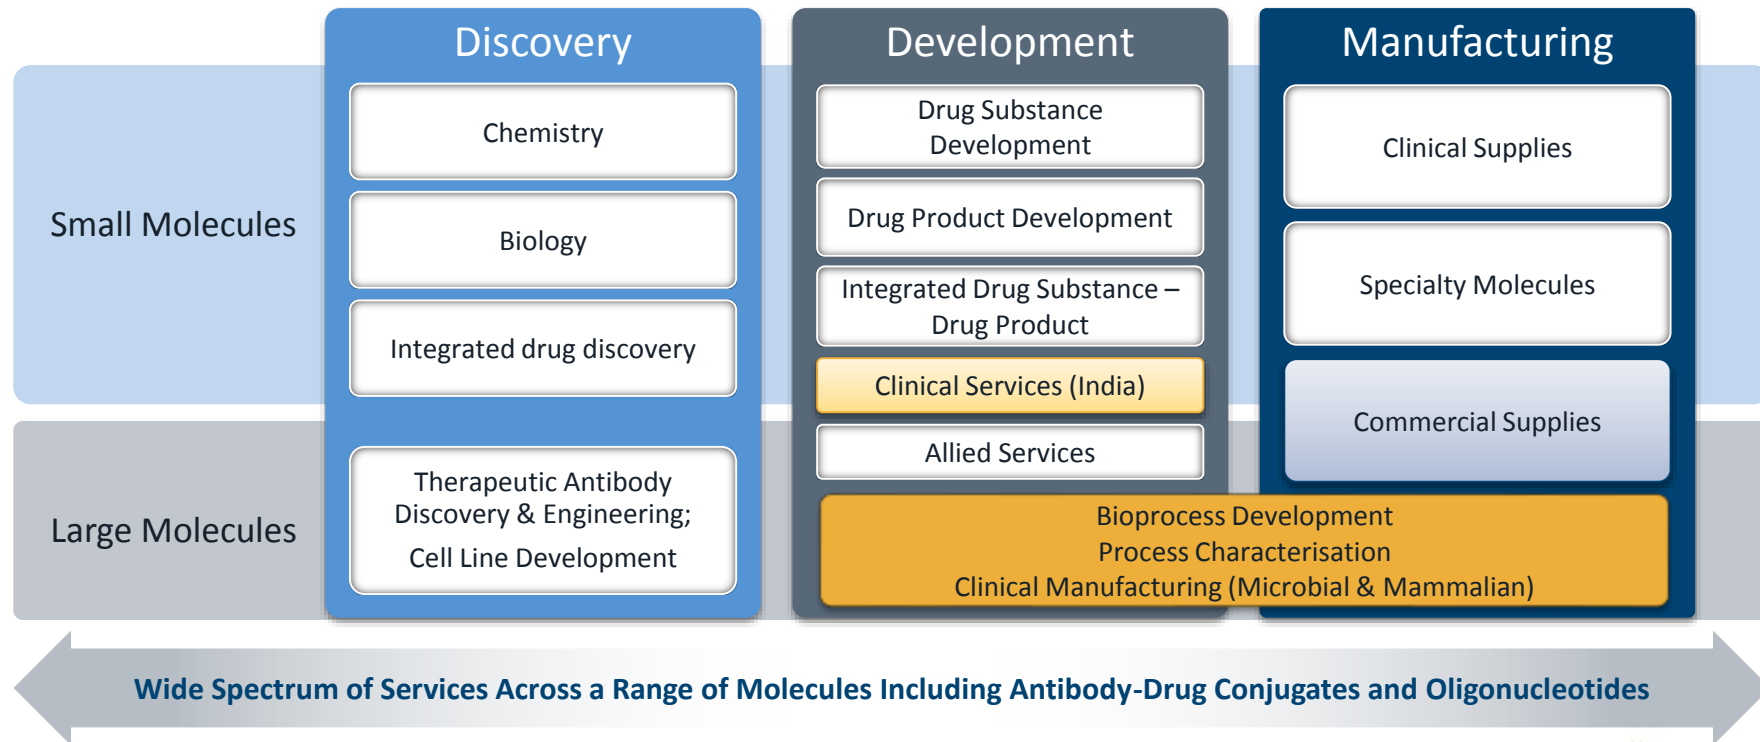 Discovery
Development
Manufacturing
Small Molecules
Large Molecules
Chemistry
Biology
Integrated drug discovery
Therapeutic Antibody
Discovery & Engineering;
Cell Line Development
Drug Substance
Development
Drug Product Development
Integrated Drug Substance –
Drug Product
Clinical Services (India)
Allied Services
Clinical Supplies
Specialty Molecules
Commercial Supplies
Bioprocess Development
Process Characterisation
Clinical Manufacturing (Microbial & Mammalian)
Wide Spectrum of Services Across a Range of Molecules Including Antibody-Drug Conjugates and Oligonucleotides